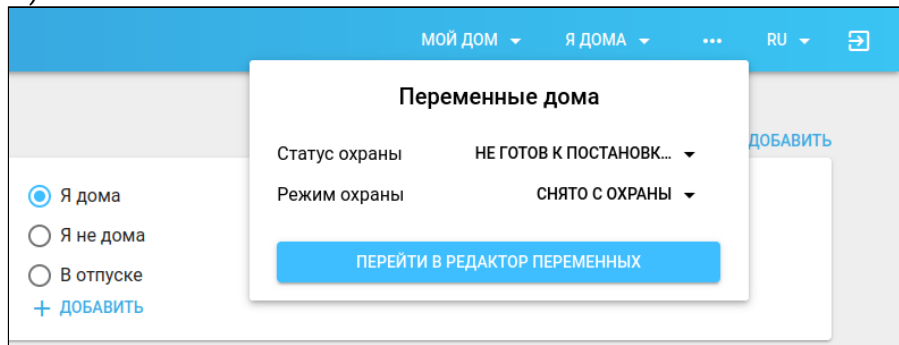 )
МОЙ ДОМ Я ДОМА ... RU
Переменные дома
ДОБАВИТЬ
Статус охраны НЕ ГОТОВ К ПОСТАНОВК...
Режим охраны СНЯТО С ОХРАНЫ
ПЕРЕЙТИ В РЕДАКТОР ПЕРЕМЕННЫХ
Я дома
Я не дома
В отпуске
+ ДОБАВИТЬ